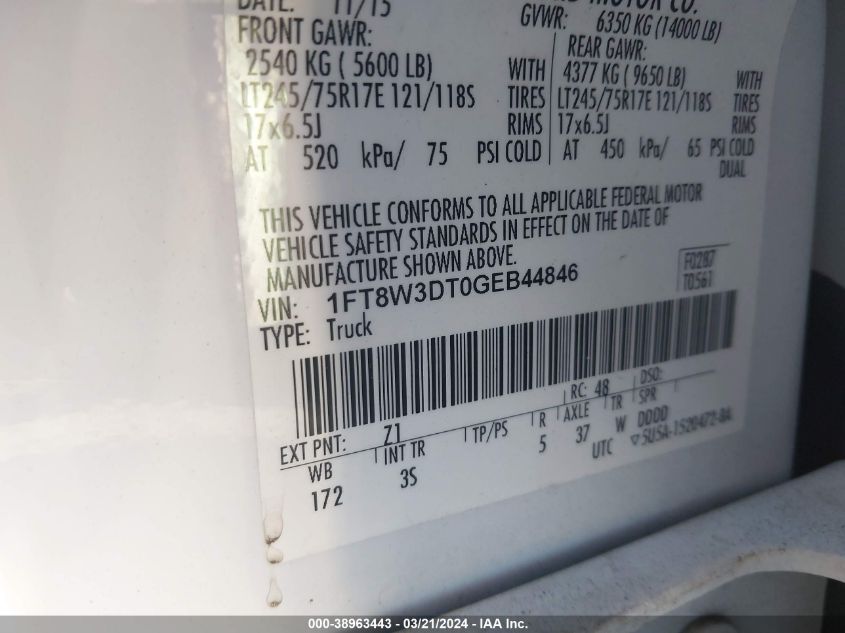 DATE: 11/15 MOTOR CO.
GVWR: 6350 KG (14000 LB)
FRONT GAWR: REAR GAWR:
2540 KG ( 5600 LB) WITH 4377 KG ( 9650 LB) WITH
LT245/75R17E 121/118S TIRES LT245/75R17E 121/118S TIRES
17x6.5J RIMS 17x6.5J RIMS
AT 520 kPa/ 75 PSI COLD AT 450 kPa/ 65 PSI COLD
DUAL
THIS VEHICLE CONFORMS TO ALL APPLICABLE FEDERAL MOTOR
VEHICLE SAFETY STANDARDS IN EFFECT ON THE DATE OF
MANUFACTURE SHOWN ABOVE.
VIN: 1FT8W3DT0GEB44846 F0287
TYPE: Truck T0561
RC: 48 DSO:
EXT PNT: Z1 TP/PS R AXLE TR SPR
WB INT TR 5 37 W DDDD
172 3S UTC ▽5USA-1520472-BA
000-38963443 - 03/21/2024 - IAA Inc.